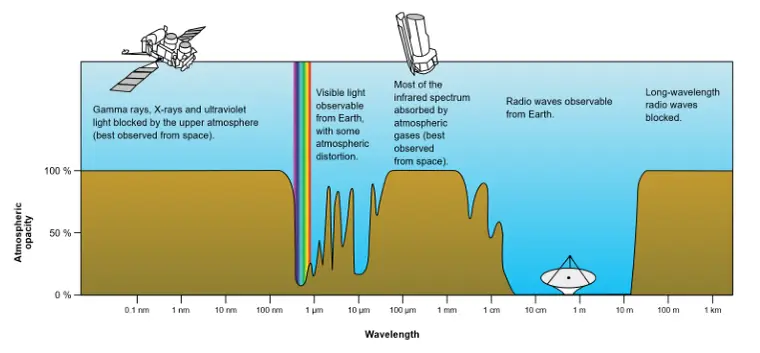 Gamma rays, X-rays and ultraviolet
light blocked by the upper atmosphere
(best observed from space).
Visible light
observable
from Earth,
with some
atmospheric
distortion.
Most of the
infrared spectrum
absorbed by
atmospheric
gases (best
observed
from space).
Radio waves observable
from Earth.
Long-wavelength
radio waves
blocked.
Atmospheric
opacity
100 %
50 %
0 %
0.1 nm
1 nm
10 nm
100 nm
1 μm
10 μm
100 μm
1 mm
1 cm
10 cm
1 m
10 m
100 m
1 km
Wavelength